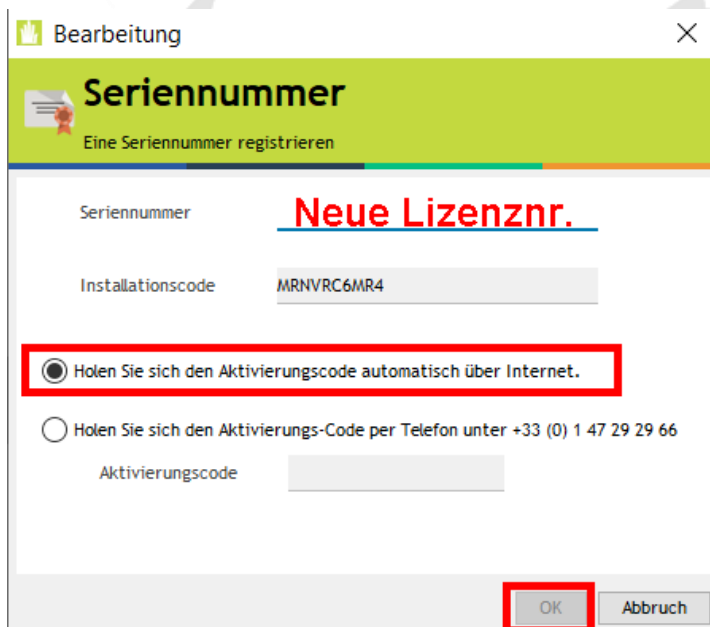 Bearbeitung
Seriennummer
Eine Seriennummer registrieren
Seriennummer Neue Lizenznr.
Installationscode MRNVRC6MR4
Holen Sie sich den Aktivierungscode automatisch über Internet.
Holen Sie sich den Aktivierungs-Code per Telefon unter +33 (0) 1 47 29 29 66
Aktivierungscode
OK Abbruch